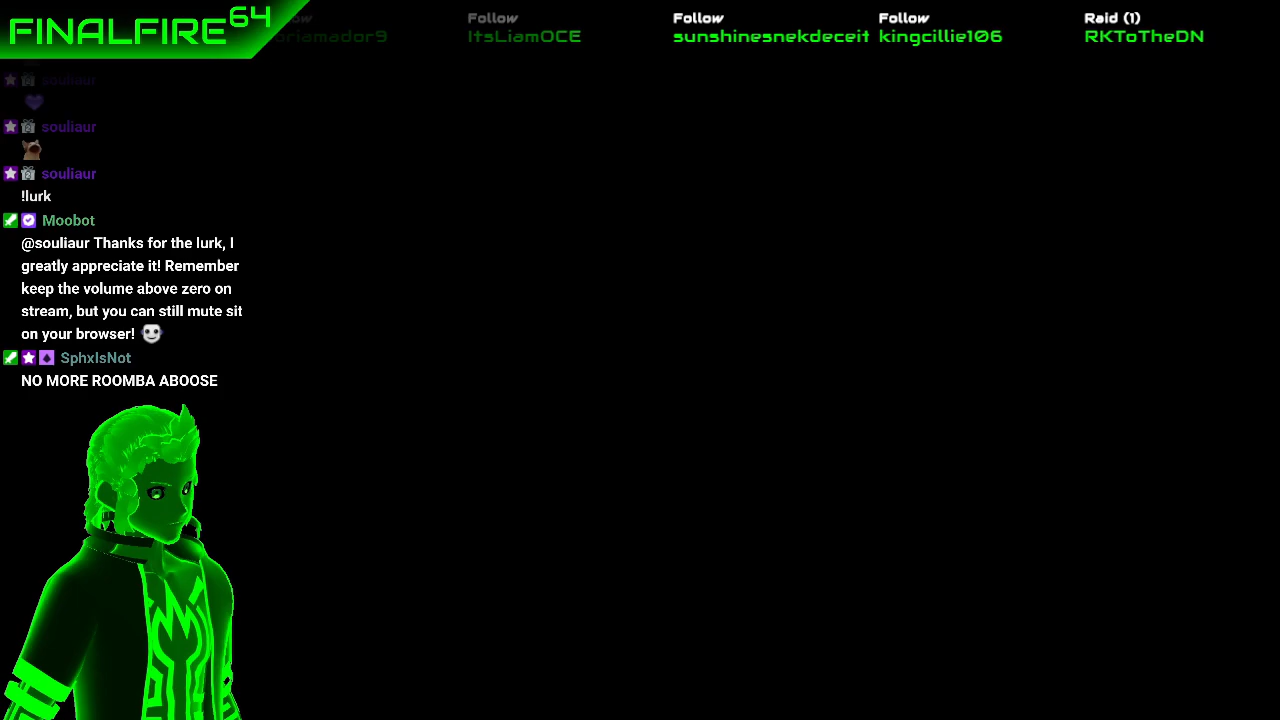 FINALFIRE64
Follow
Follow
Follow
Raid (1)
ItsLiamOCE
sunshinesnekdeceit
kingcillie106
RKToTheDN
souliaur
souliaur
souliaur
!lurk
Moobot
@souliaur Thanks for the lurk, I
greatly appreciate it! Remember
keep the volume above zero on
stream, but you can still mute sit
on your browser!
SphxIsNot
NO MORE ROOMBA ABOOSE